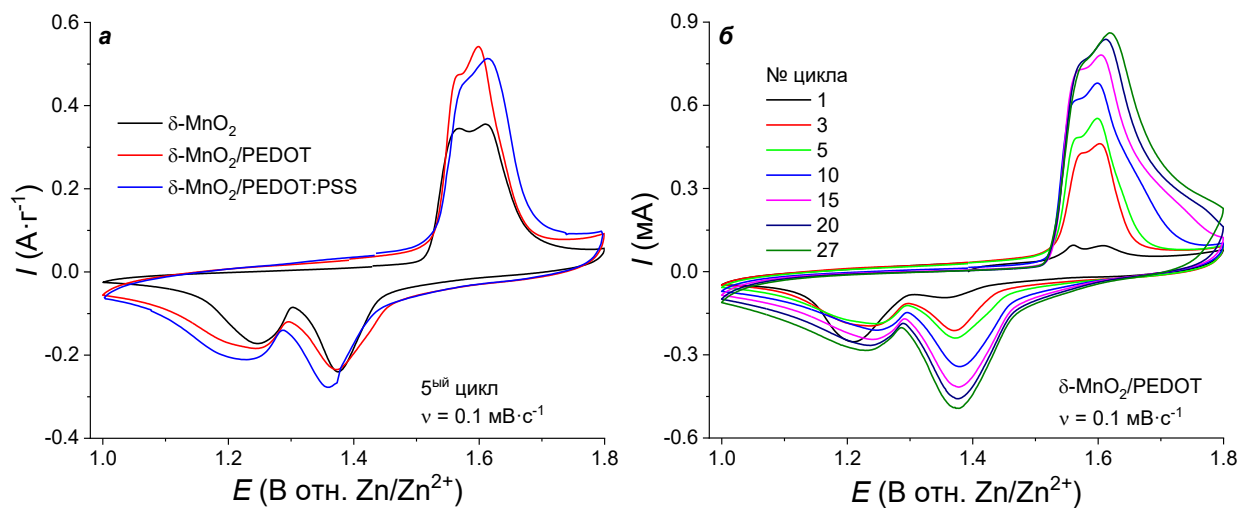 а
0.6
0.4
0.2
0.0
-0.2
-0.4
I (А·г⁻¹)
δ-MnO₂
δ-MnO₂/PEDOT
δ-MnO₂/PEDOT:PSS
5ᵇᶦй цикл
ν = 0.1 мВ·с⁻¹
1.0 1.2 1.4 1.6 1.8
E (В отн. Zn/Zn²⁺)
б
0.9
0.6
0.3
0.0
-0.3
-0.6
I (мА)
№ цикла
1
3
5
10
15
20
27
δ-MnO₂/PEDOT
ν = 0.1 мВ·с⁻¹
1.0 1.2 1.4 1.6 1.8
E (В отн. Zn/Zn²⁺)